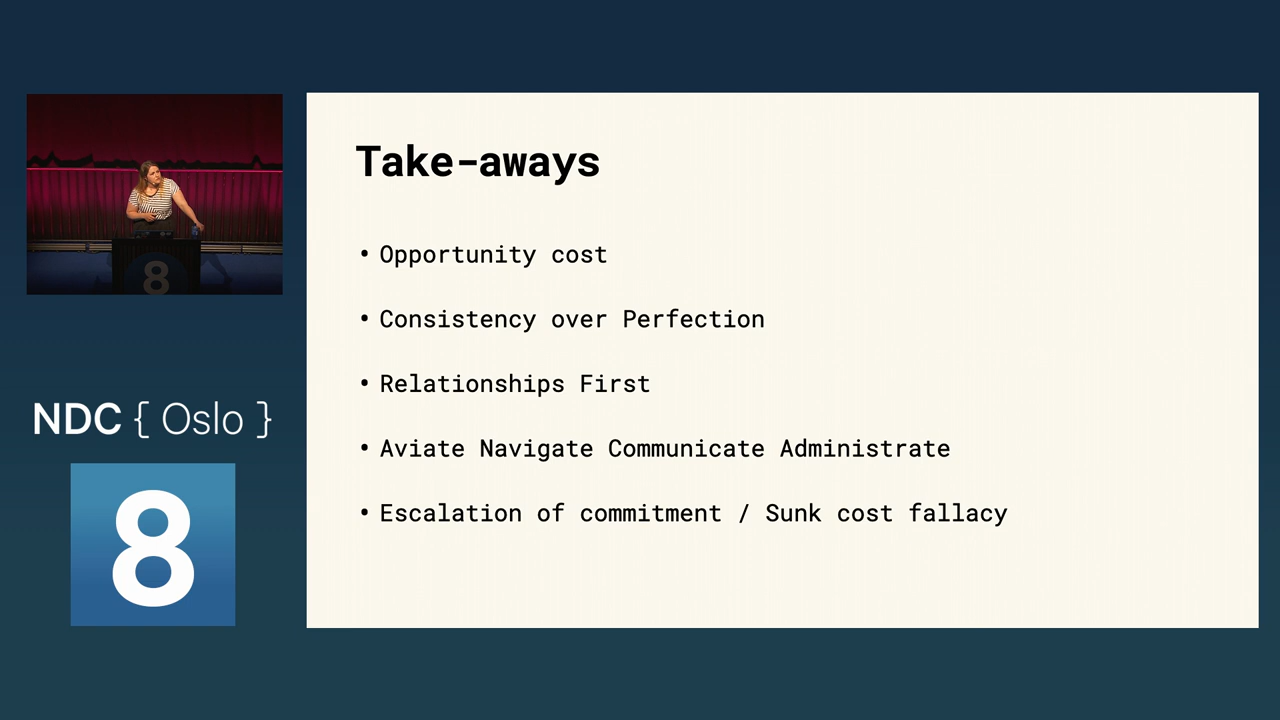 Take-aways
• Opportunity cost
• Consistency over Perfection
• Relationships First
• Aviate Navigate Communicate Administrate
• Escalation of commitment / Sunk cost fallacy
8
NDC { Oslo }
8